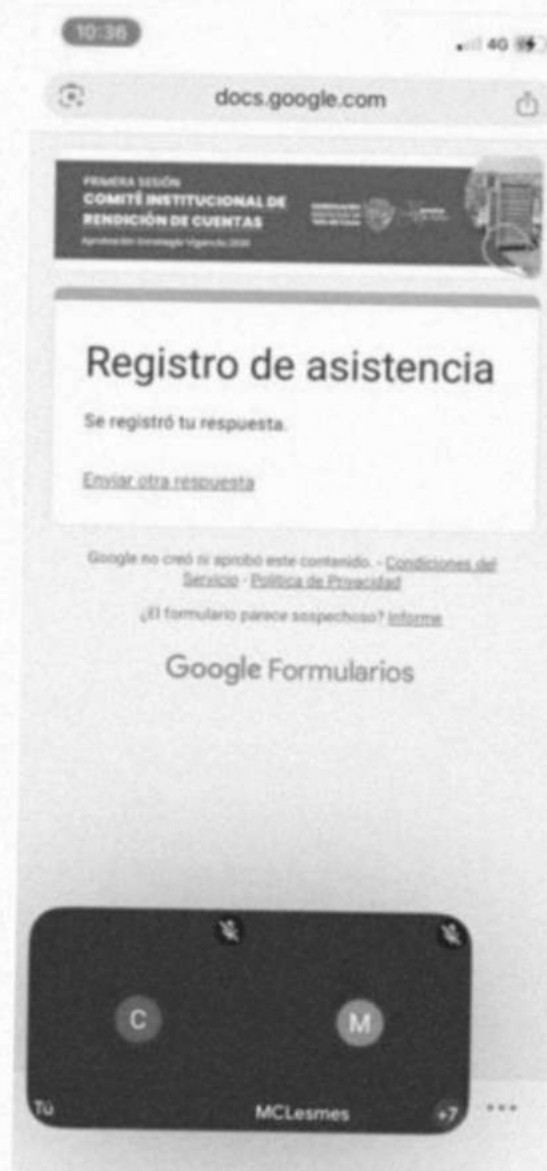 10:36
4G
docs.google.com
PRIMERA SESIÓN
COMITÉ INSTITUCIONAL DE
RENDICIÓN DE CUENTAS
Registro de asistencia
Se registró tu respuesta.
Enviar otra respuesta
Google no creó ni aprobó este contenido. - Condiciones del
Servicio - Política de Privacidad
¿El formulario parece sospechoso? Informe
Google Formularios
C
M
Tú
MCLesmes
+7